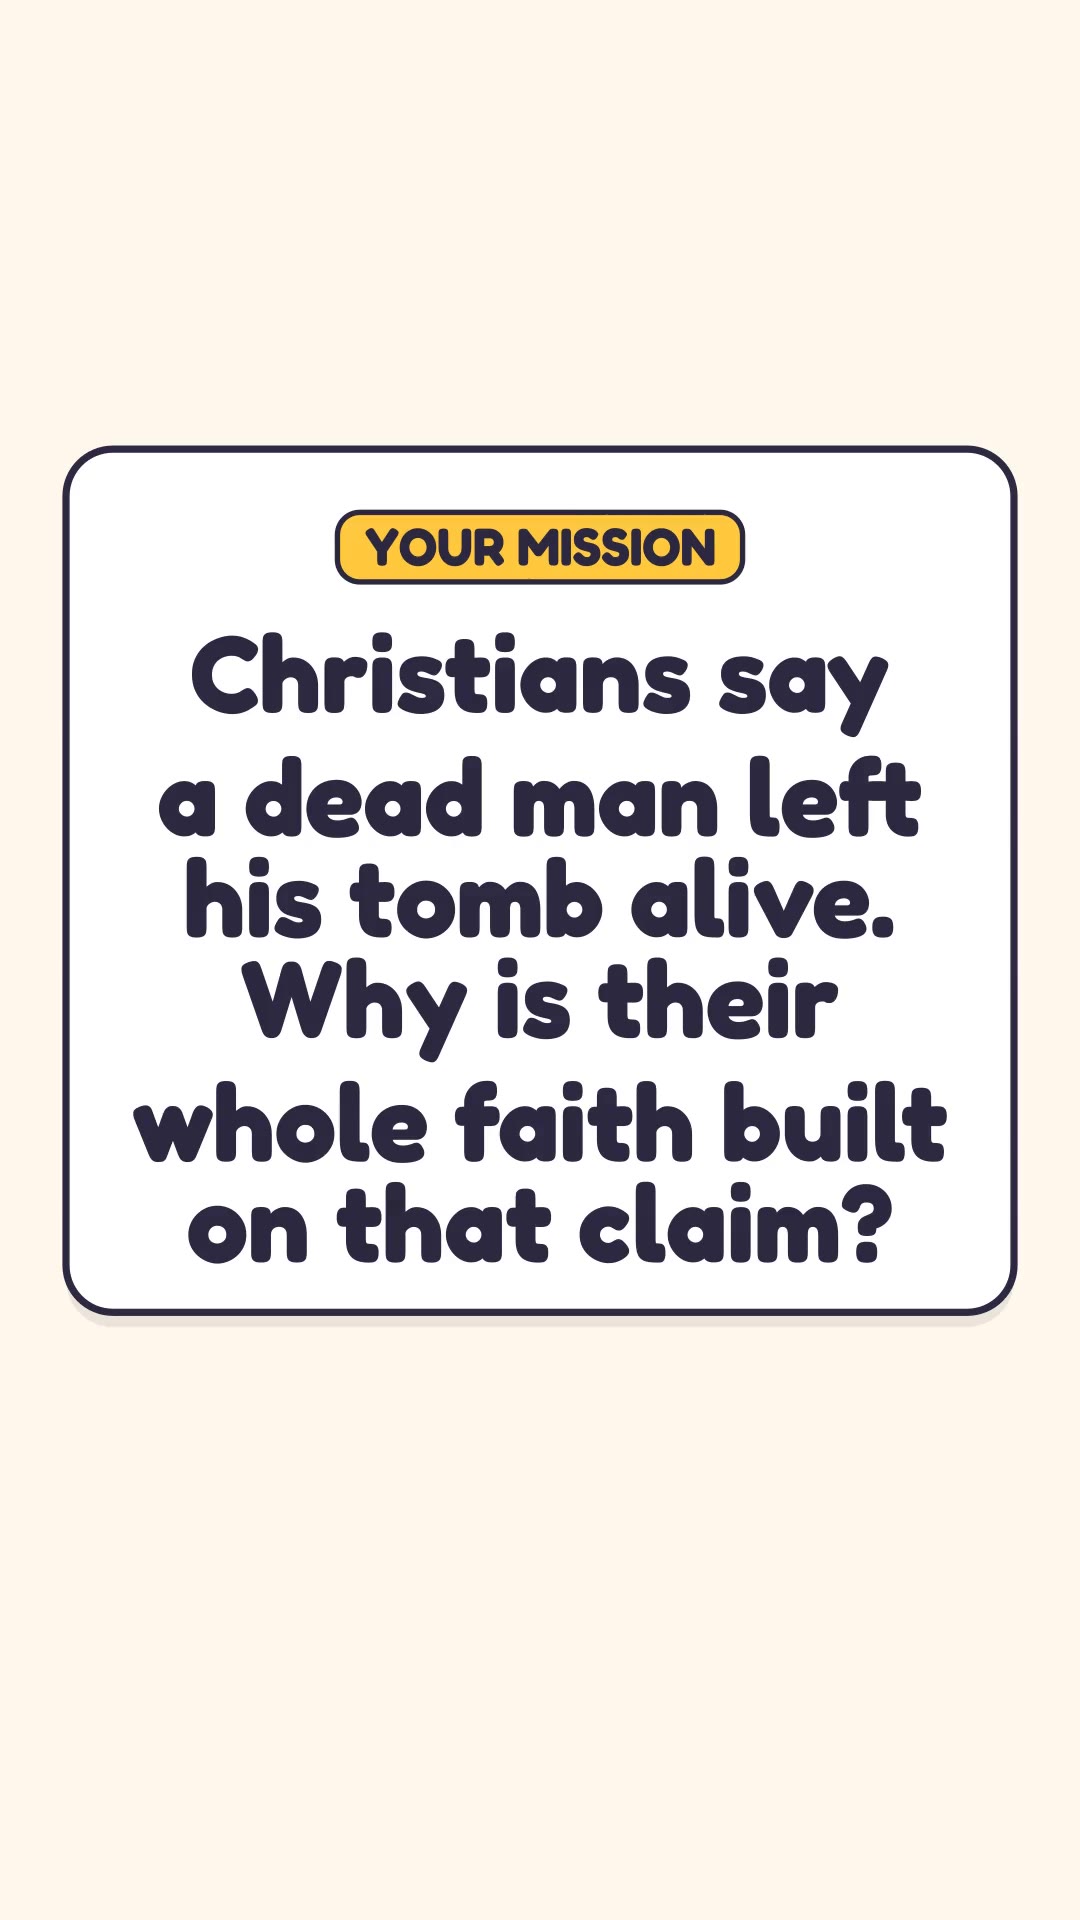 YOUR MISSION
Christians say
a dead man left
his tomb alive.
Why is their
whole faith built
on that claim?